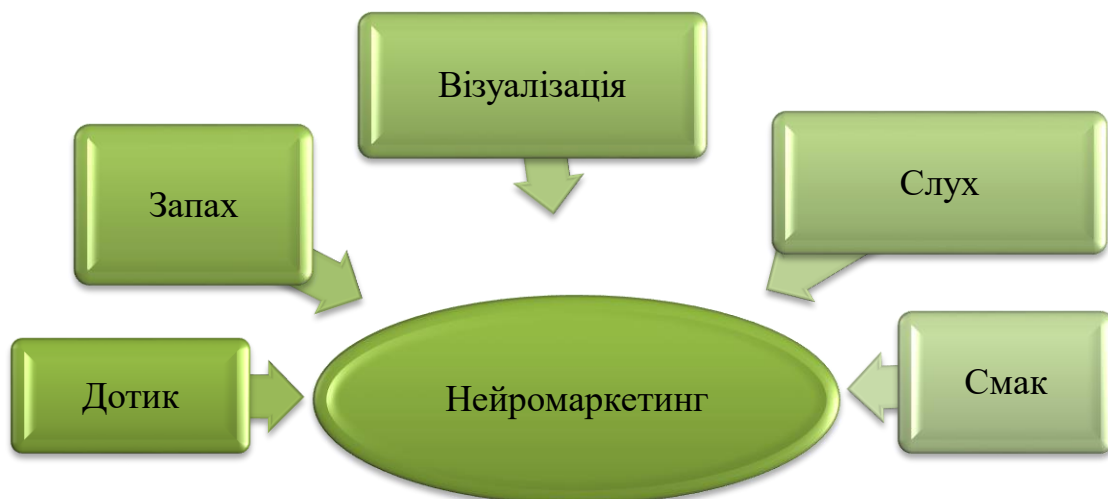 Візуалізація
Запах
Слух
Дотик
Нейромаркетинг
Смак